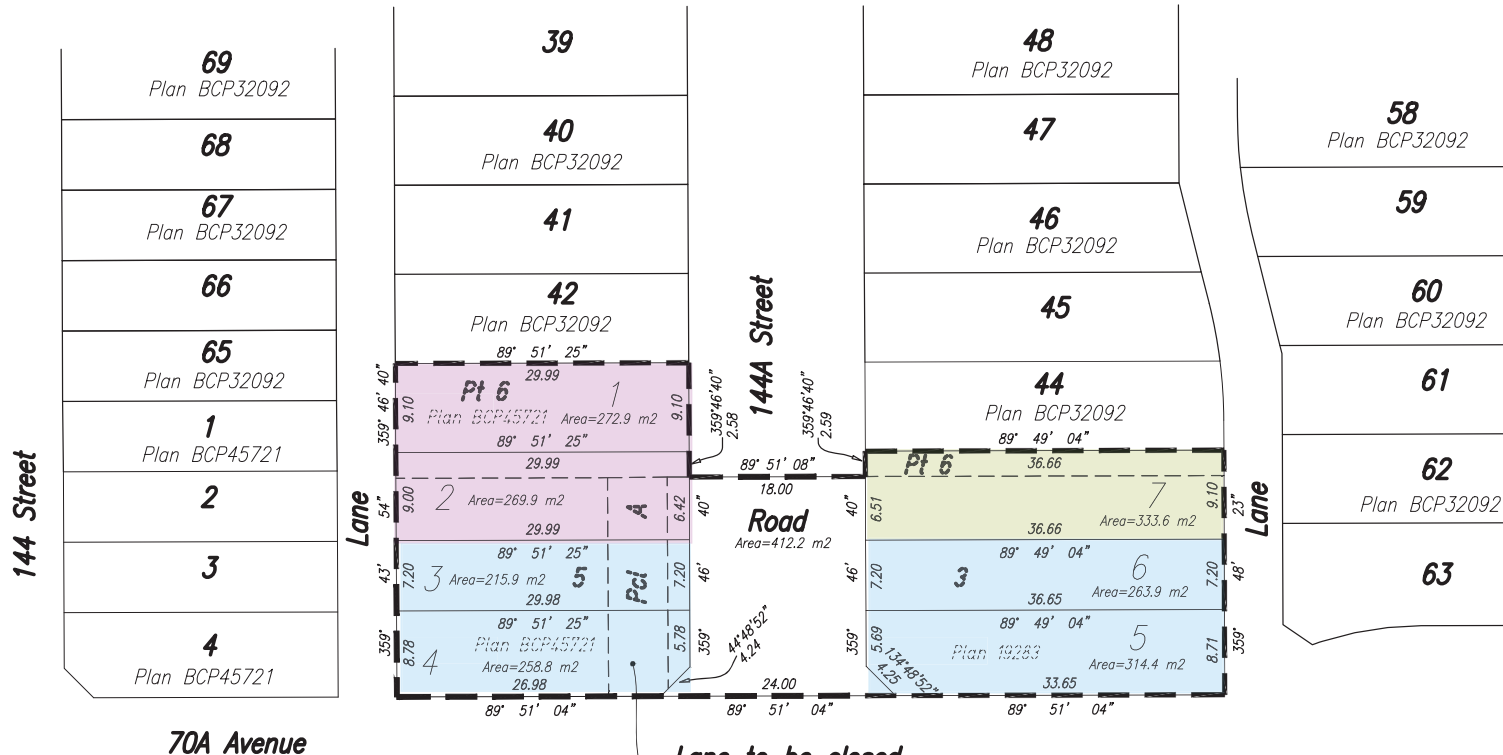 69
Plan BCP32092
68
67
Plan BCP32092
66
65
Plan BCP32092
1
Plan BCP45721
2
3
4
Plan BCP45721
144 Street
70A Avenue
Lane
39
40
Plan BCP32092
41
42
Plan BCP32092
89° 51' 25"
29.99
Pt 6
1
Plan BCP45721
Area=272.9 m2
9.10
9.10
359° 46' 40"
89° 51' 25"
29.99
2
Area=269.9 m2
9.00
A
6.42
29.99
89° 51' 25"
3
Area=215.9 m2
5
Pcl
7.20
7.20
29.98
89° 51' 25"
Plan BCP45721
4
Area=258.8 m2
8.78
5.78
26.98
89° 51' 04"
359° 43' 54"
359° 46' 40"
44°48'52"
4.24
144A Street
359°46'40"
2.58
359°46'40"
2.59
89° 51' 08"
18.00
Road
Area=412.2 m2
24.00
89° 51' 04"
Lane to be closed
48
Plan BCP32092
47
46
Plan BCP32092
45
44
Plan BCP32092
89° 49' 04"
36.66
Pt 6
7
Area=333.6 m2
6.51
9.10
36.66
89° 49' 04"
3
6
Area=263.9 m2
7.20
7.20
36.65
89° 49' 04"
Plan 19283
5
Area=314.4 m2
5.69
8.71
134°48'52"
4.25
33.65
89° 51' 04"
359° 46' 40"
359° 48' 23"
Lane
58
Plan BCP32092
59
60
Plan BCP32092
61
62
Plan BCP32092
63